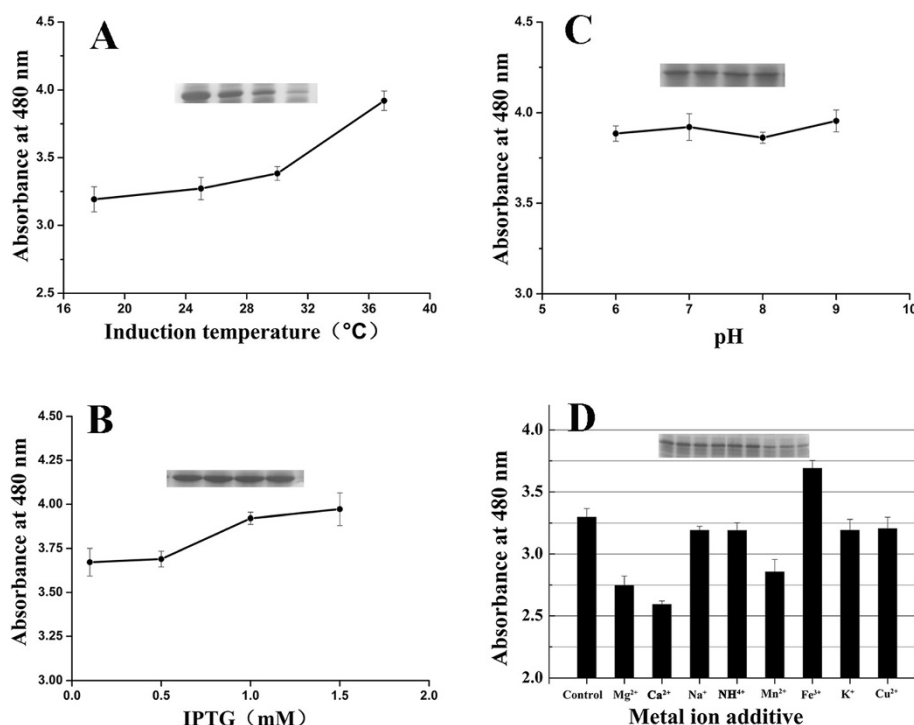 A
Absorbance at 480 nm
4.5
4.0
3.5
3.0
2.5
16 20 24 28 32 36 40
Induction temperature（°C）
C
Absorbance at 480 nm
4.5
4.0
3.5
3.0
5 6 7 8 9 10
pH
B
Absorbance at 480 nm
4.50
4.25
4.00
3.75
3.50
3.25
3.00
0.0 0.5 1.0 1.5 2.0
IPTG（mM）
D
Absorbance at 480 nm
4.0
3.5
3.0
2.5
2.0
Control Mg²⁺ Ca²⁺ Na⁺ NH⁴⁺ Mn²⁺ Fe³⁺ K⁺ Cu²⁺
Metal ion additive